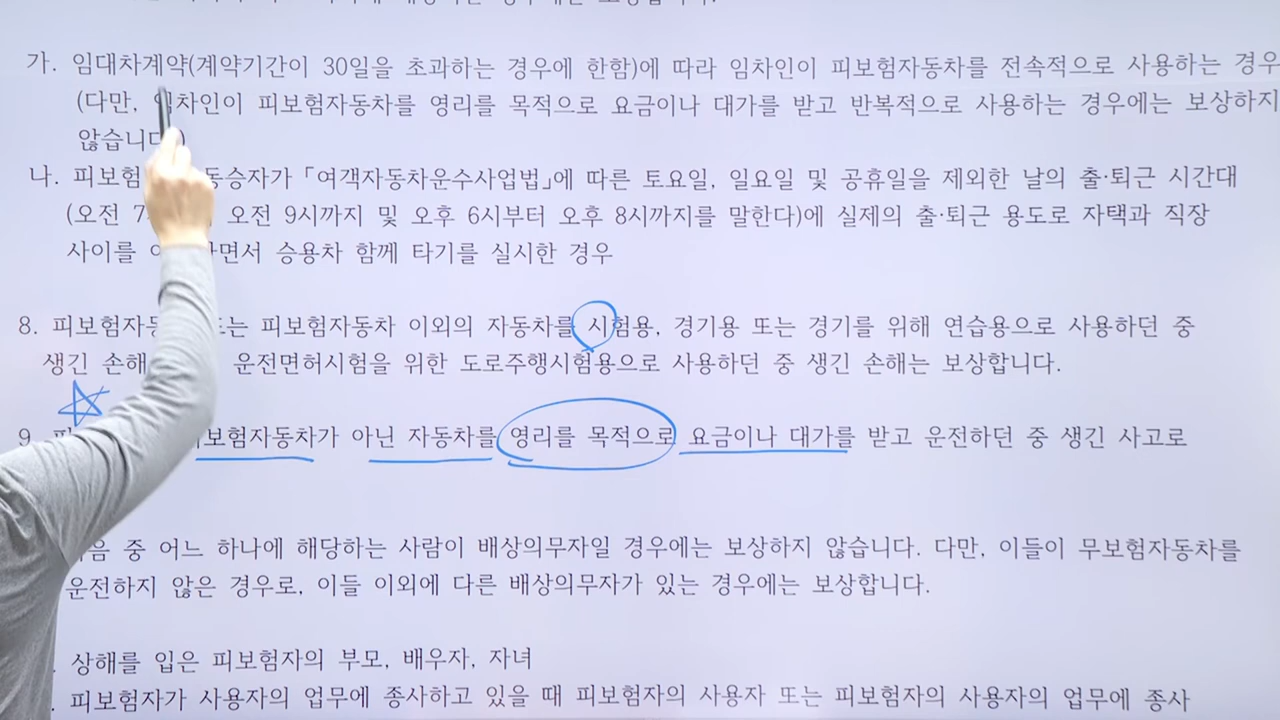 가. 임대차계약(계약기간이 30일을 초과하는 경우에 한함)에 따라 임차인이 피보험자동차를 전속적으로 사용하는 경우
(다만, 차인이 피보험자동차를 영리를 목적으로 요금이나 대가를 받고 반복적으로 사용하는 경우에는 보상하지
않습니다)
나. 피보험 동승자가 「여객자동차운수사업법」에 따른 토요일, 일요일 및 공휴일을 제외한 날의 출·퇴근 시간대
(오전 7 오전 9시까지 및 오후 6시부터 오후 8시까지를 말한다)에 실제의 출·퇴근 용도로 자택과 직장
사이를 면서 승용차 함께 타기를 실시한 경우
8. 피보험자동 또는 피보험자동차 이외의 자동차를 시험용, 경기용 또는 경기를 위해 연습용으로 사용하던 중
생긴 손해 운전면허시험을 위한 도로주행시험용으로 사용하던 중 생긴 손해는 보상합니다.
9 보험자동차가 아닌 자동차를 영리를 목적으로 요금이나 대가를 받고 운전하던 중 생긴 사고로
음 중 어느 하나에 해당하는 사람이 배상의무자일 경우에는 보상하지 않습니다. 다만, 이들이 무보험자동차를
운전하지 않은 경우로, 이들 이외에 다른 배상의무자가 있는 경우에는 보상합니다.
상해를 입은 피보험자의 부모, 배우자, 자녀
피보험자가 사용자의 업무에 종사하고 있을 때 피보험자의 사용자 또는 피보험자의 사용자의 업무에 종사